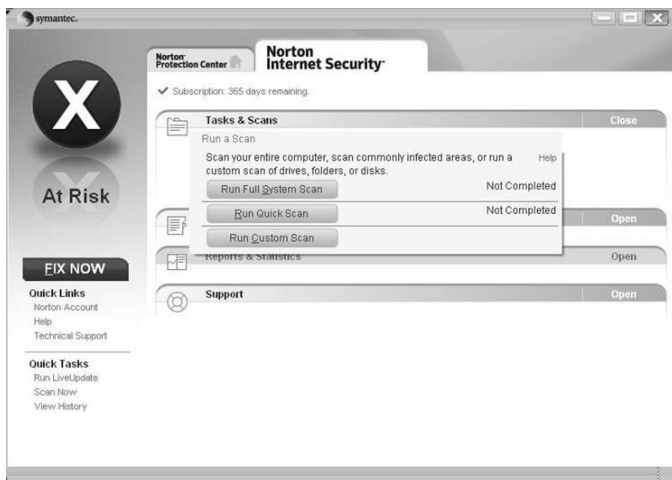 symantec.
Norton Protection Center
Norton Internet Security
Subscription: 365 days remaining.
X
At Risk
FIX NOW
Quick Links
Norton Account
Help
Technical Support
Quick Tasks
Run LiveUpdate
Scan Now
View History
Tasks & Scans Close
Run a Scan
Scan your entire computer, scan commonly infected areas, or run a Help
custom scan of drives, folders, or disks.
Run Full System Scan Not Completed
Run Quick Scan Not Completed
Run Custom Scan
Open
Reports & Statistics Open
Support Open